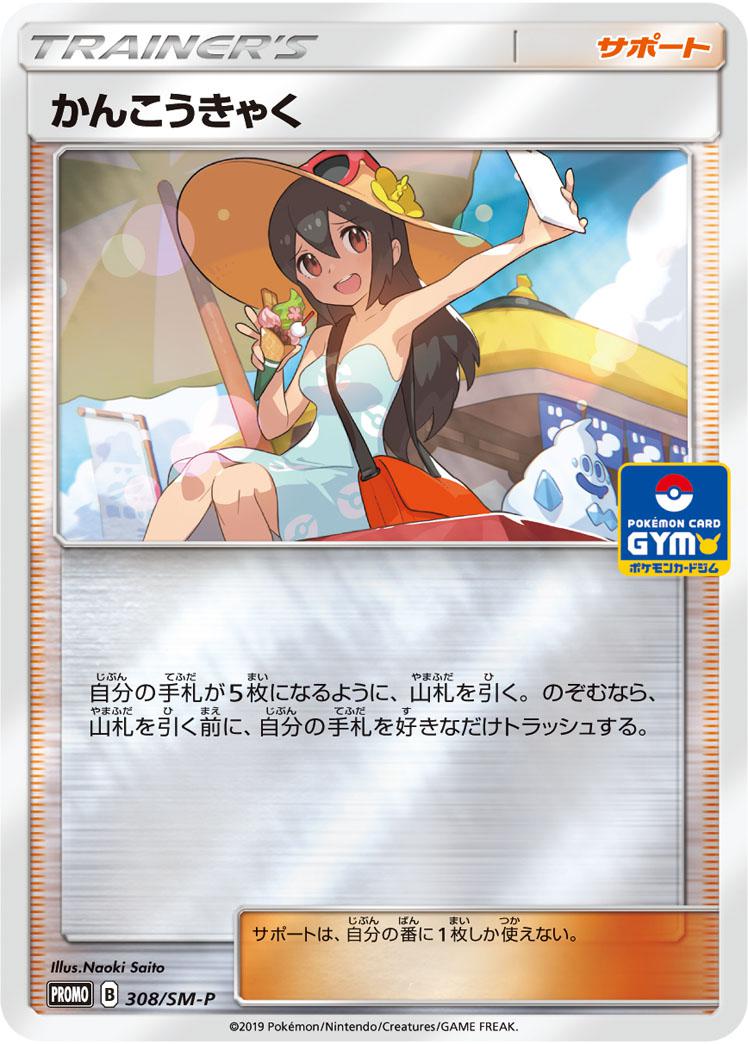 TRAINER'S
サポート
かんこうきゃく
POKÉMON CARD
GYM
ポケモンカードジム
自分の手札が5枚になるように、山札を引く。のぞむなら、
山札を引く前に、自分の手札を好きなだけトラッシュする。
サポートは、自分の番に1枚しか使えない。
Illus.Naoki Saito
PROMO B 308/SM-P
©2019 Pokémon/Nintendo/Creatures/GAME FREAK.